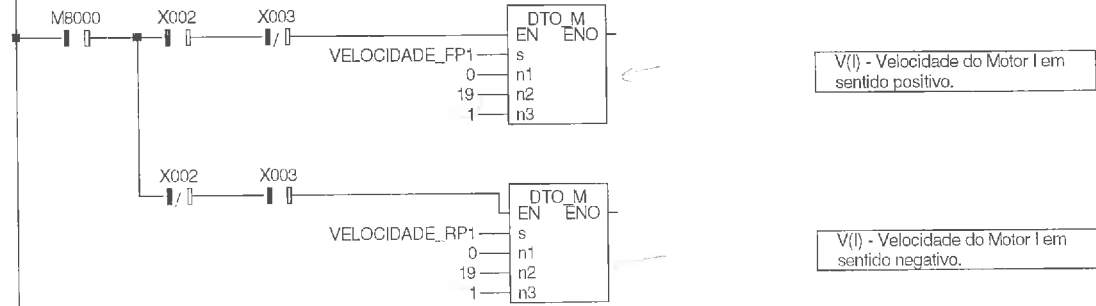 M8000 X002 X003
DTO_M
EN ENO
VELOCIDADE_FP1 s
0 n1
19 n2
1 n3
V(I) - Velocidade do Motor I em
sentido positivo.
X002 X003
DTO_M
EN ENO
VELOCIDADE_RP1 s
0 n1
19 n2
1 n3
V(I) - Velocidade do Motor I em
sentido negativo.